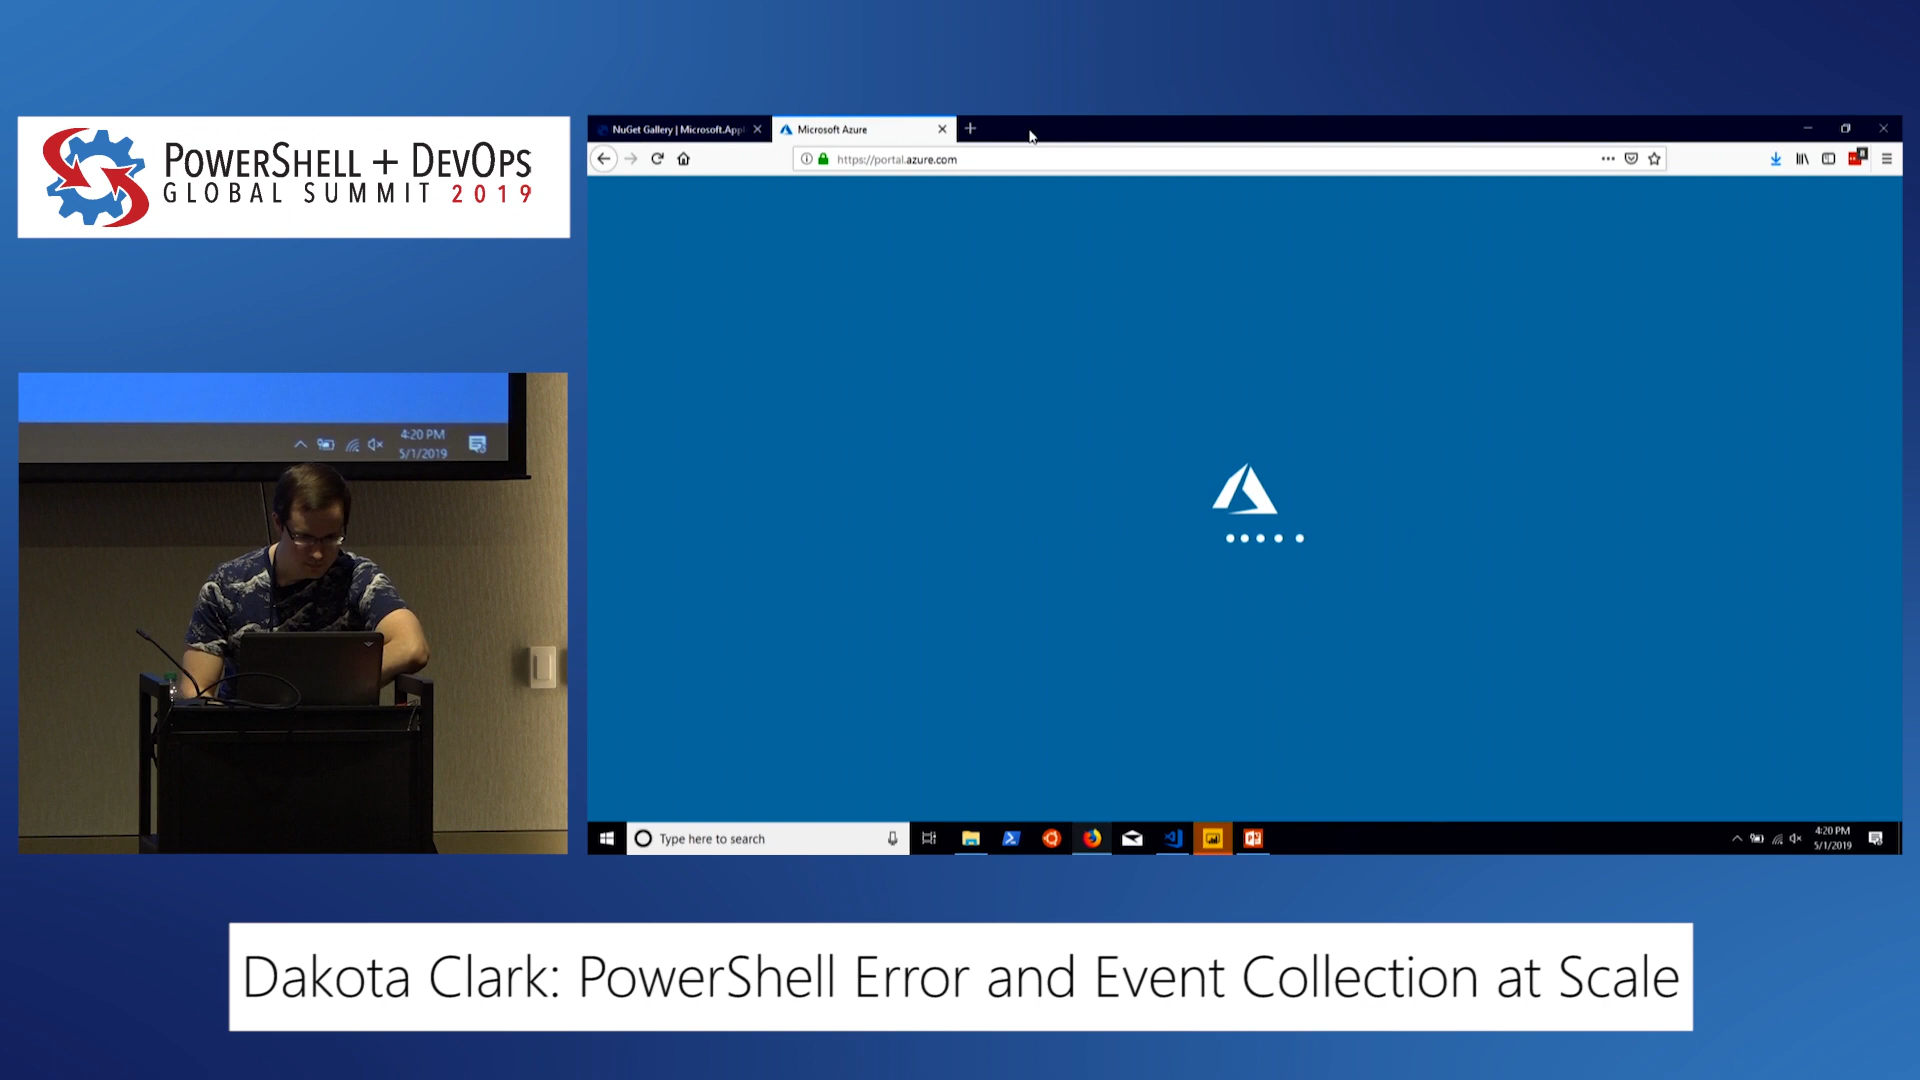 POWERSHELL + DEVOPS
GLOBAL SUMMIT 2019
NuGet Gallery | Microsoft.Appl
Microsoft Azure
https://portal.azure.com
4:20 PM
5/1/2019
Type here to search
4:20 PM
5/1/2019
Dakota Clark: PowerShell Error and Event Collection at Scale